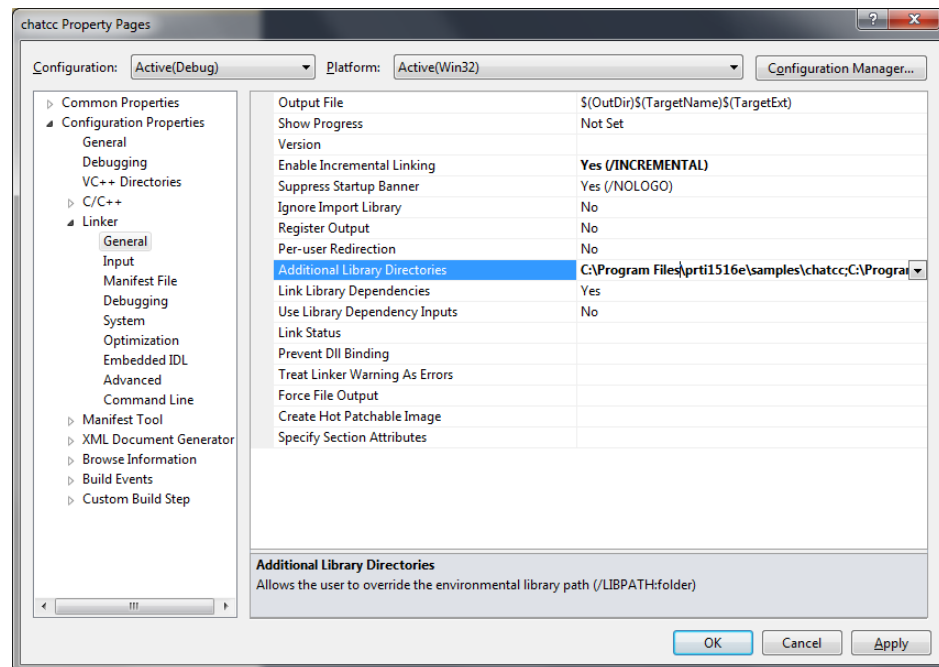 chatcc Property Pages
Configuration: Active(Debug) Platform: Active(Win32) Configuration Manager...
Common Properties
Configuration Properties
General
Debugging
VC++ Directories
C/C++
Linker
General
Input
Manifest File
Debugging
System
Optimization
Embedded IDL
Advanced
Command Line
Manifest Tool
XML Document Generator
Browse Information
Build Events
Custom Build Step
Output File $(OutDir)$(TargetName)$(TargetExt)
Show Progress Not Set
Version
Enable Incremental Linking Yes (/INCREMENTAL)
Suppress Startup Banner Yes (/NOLOGO)
Ignore Import Library No
Register Output No
Per-user Redirection No
Additional Library Directories C:\Program Files\prti1516e\samples\chatcc;C:\Prograr
Link Library Dependencies Yes
Use Library Dependency Inputs No
Link Status
Prevent Dll Binding
Treat Linker Warning As Errors
Force File Output
Create Hot Patchable Image
Specify Section Attributes
Additional Library Directories
Allows the user to override the environmental library path (/LIBPATH:folder)
OK Cancel Apply